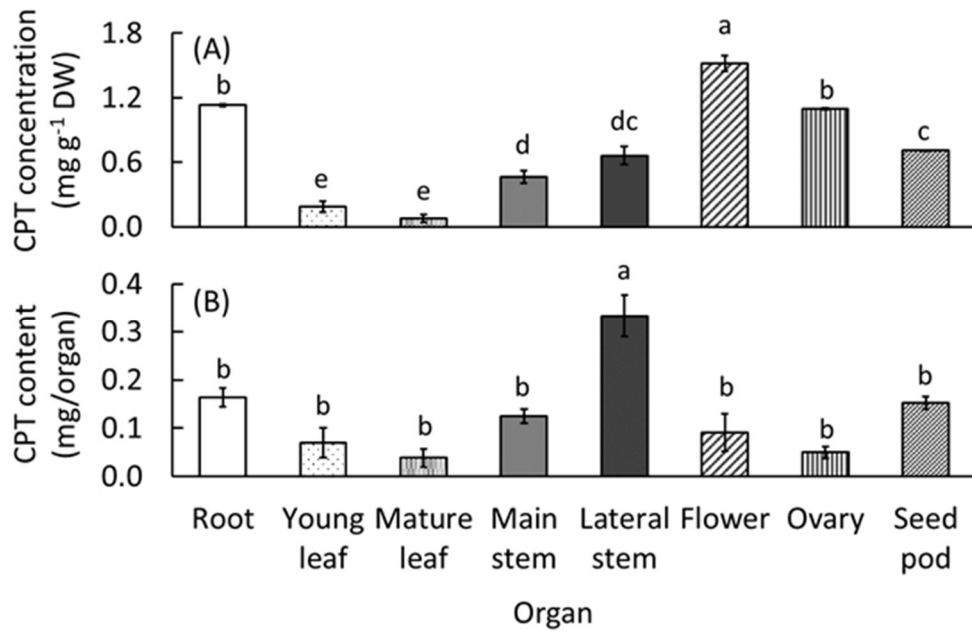 CPT concentration
(mg g⁻¹ DW)
1.8
1.2
0.6
0.0
(A)
b
e
e
d
dc
a
b
c
CPT content
(mg/organ)
0.4
0.3
0.2
0.1
0.0
(B)
b
b
b
b
a
b
b
b
Root
Young leaf
Mature leaf
Main stem
Lateral stem
Flower
Ovary
Seed pod
Organ